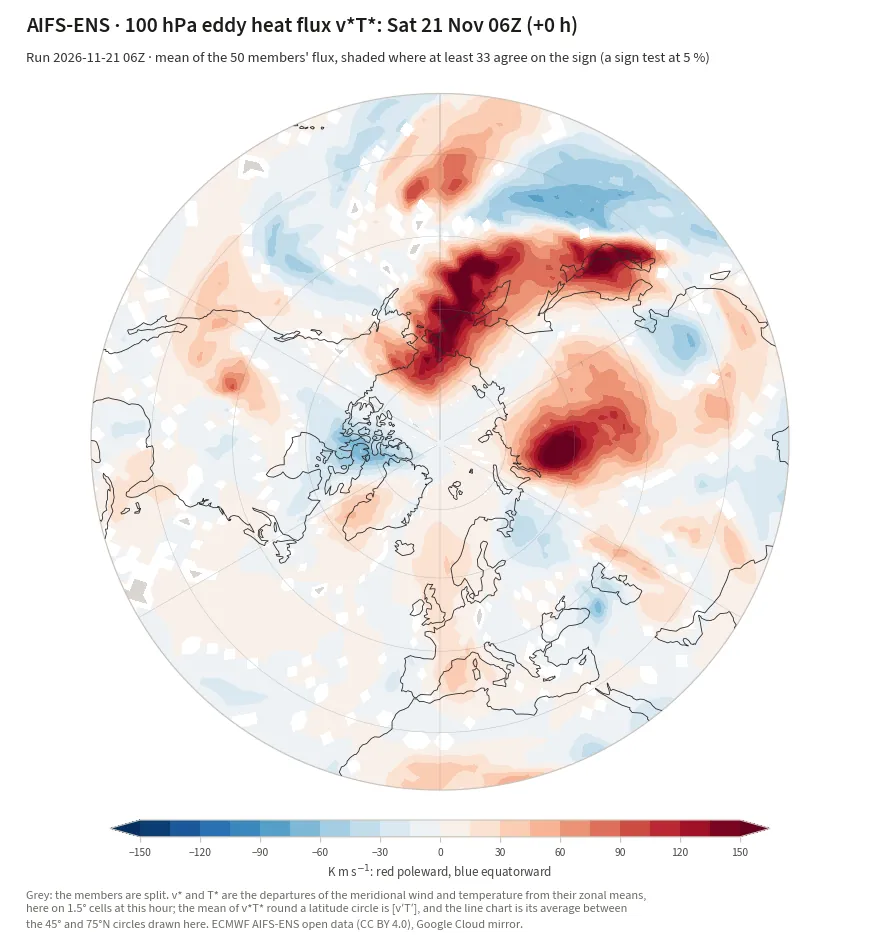 AIFS-ENS · 100 hPa eddy heat flux v*T*: Sat 21 Nov 06Z (+0 h)
Run 2026-11-21 06Z · mean of the 50 members' flux, shaded where at least 33 agree on the sign (a sign test at 5 %)
−150 −120 −90 −60 −30 0 30 60 90 120 150
K m s⁻¹: red poleward, blue equatorward
Grey: the members are split. v* and T* are the departures of the meridional wind and temperature from their zonal means,
here on 1.5° cells at this hour; the mean of v*T* round a latitude circle is [v'T'], and the line chart is its average between
the 45° and 75°N circles drawn here. ECMWF AIFS-ENS open data (CC BY 4.0), Google Cloud mirror.